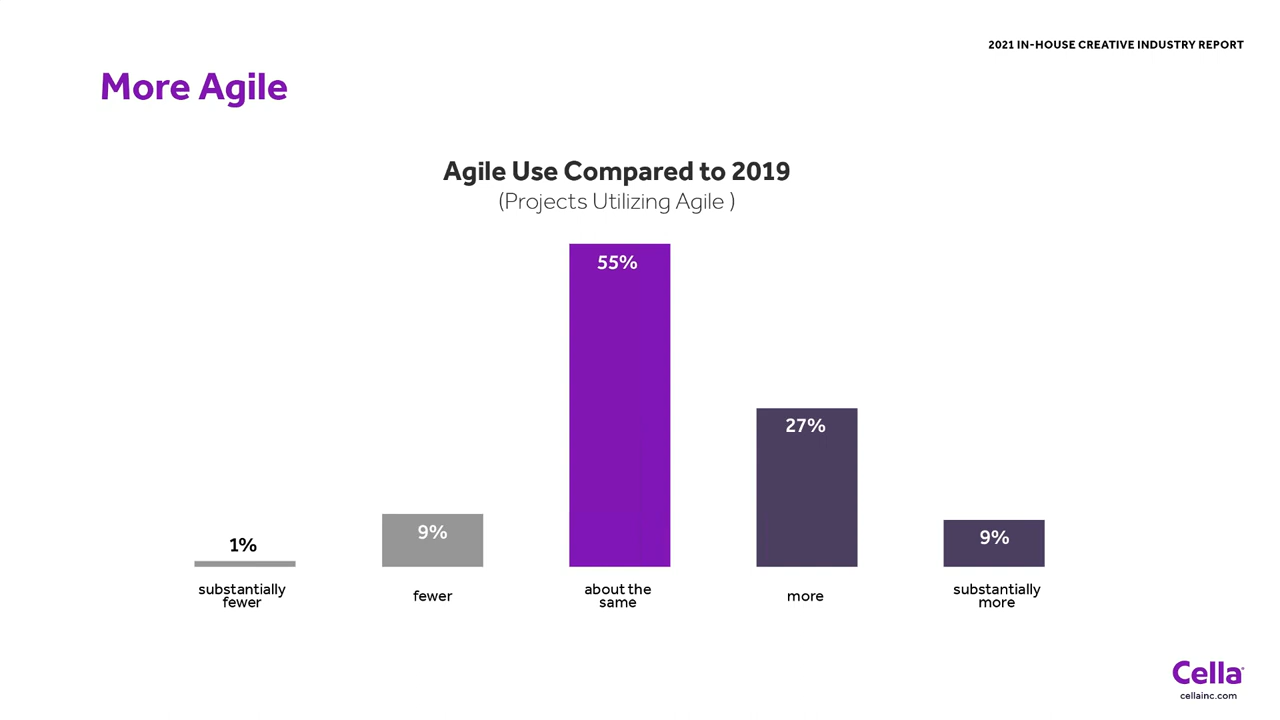 2021 IN-HOUSE CREATIVE INDUSTRY REPORT
More Agile
Agile Use Compared to 2019
(Projects Utilizing Agile )
55%
27%
1%
9%
9%
substantially
fewer
fewer
about the
same
more
substantially
more
Cella
cellainc.com